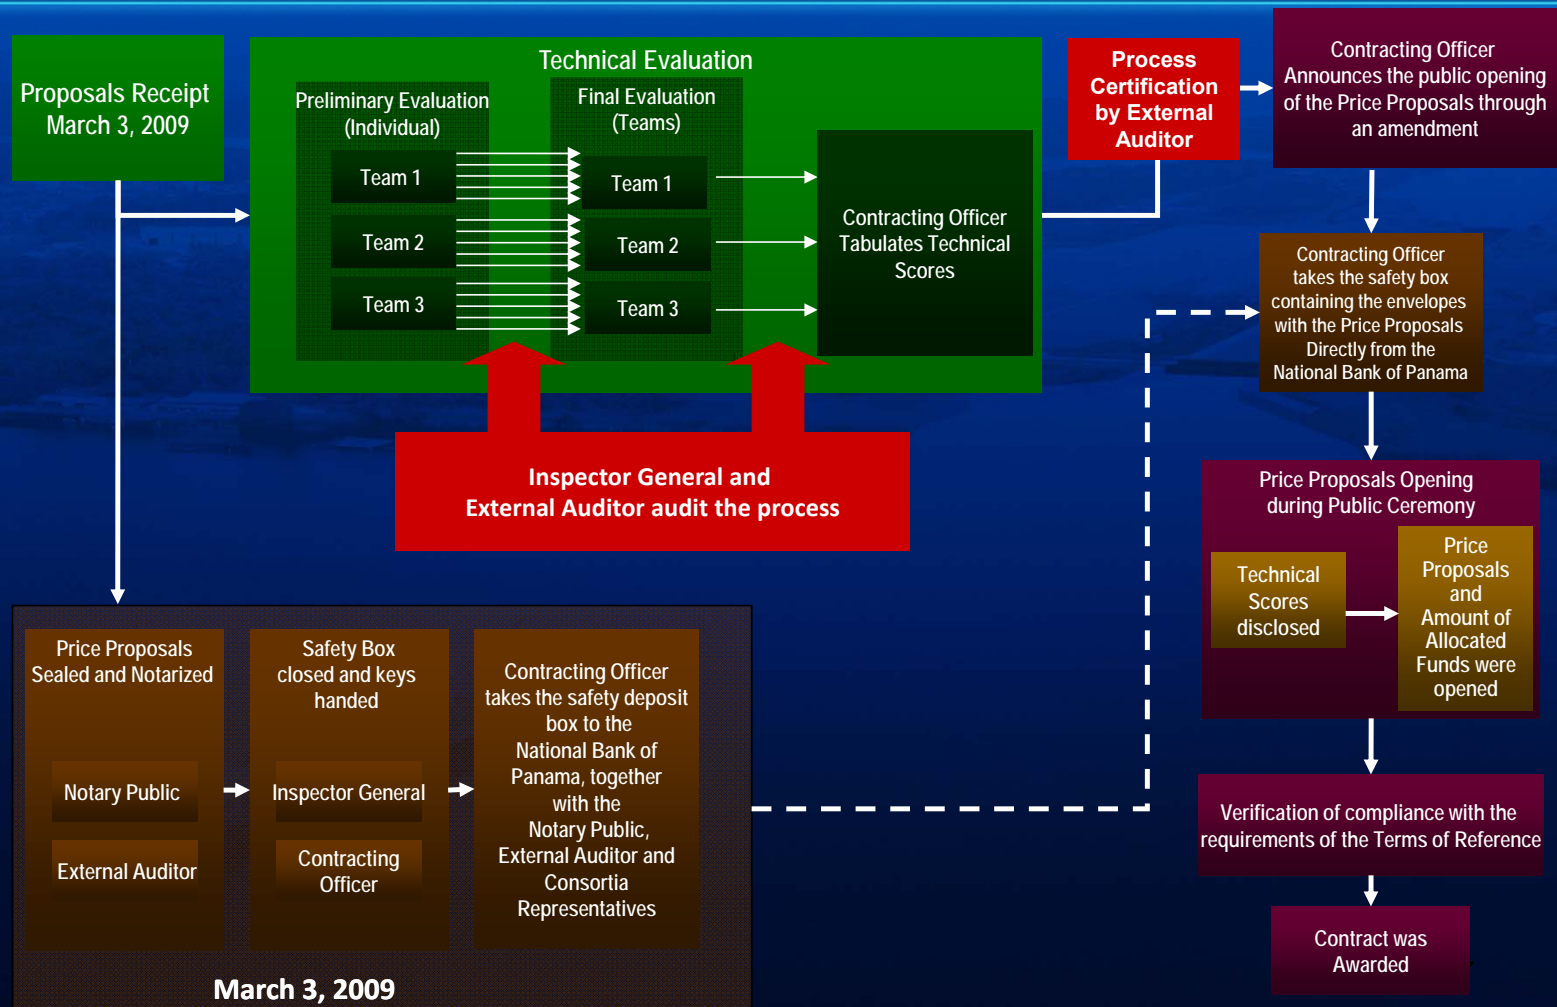 Proposals Receipt
March 3, 2009
Technical Evaluation
Preliminary Evaluation
(Individual)
Team 1
Team 2
Team 3
Final Evaluation
(Teams)
Team 1
Team 2
Team 3
Contracting Officer
Tabulates Technical
Scores
Inspector General and
External Auditor audit the process
Process
Certification
by External
Auditor
Contracting Officer
Announces the public opening
of the Price Proposals through
an amendment
Contracting Officer
takes the safety box
containing the envelopes
with the Price Proposals
Directly from the
National Bank of Panama
Price Proposals Opening
during Public Ceremony
Technical
Scores
disclosed
Price
Proposals
and
Amount of
Allocated
Funds were
opened
Verification of compliance with the
requirements of the Terms of Reference
Contract was
Awarded
Price Proposals
Sealed and Notarized
Notary Public
External Auditor
Safety Box
closed and keys
handed
Inspector General
Contracting
Officer
Contracting Officer
takes the safety deposit
box to the
National Bank of
Panama, together
with the
Notary Public,
External Auditor and
Consortia
Representatives
March 3, 2009